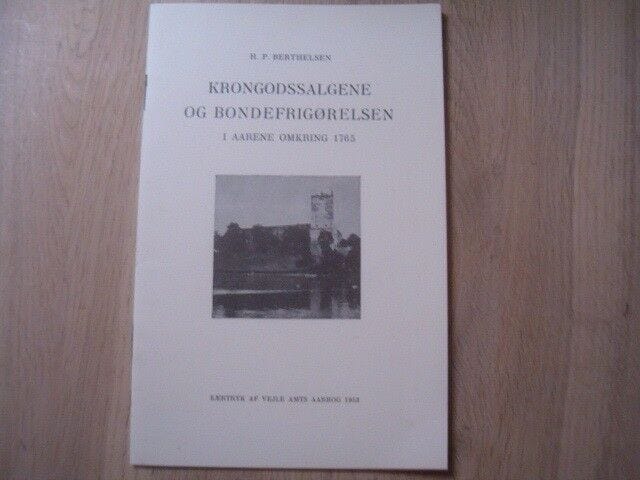 H. P. BERTHELSEN
KRONGODSSALGENE
OG BONDEFRIGØRELSEN
I AARENE OMKRING 1765
SÆRTRYK AF VEJLE AMTS AARBOG 1953